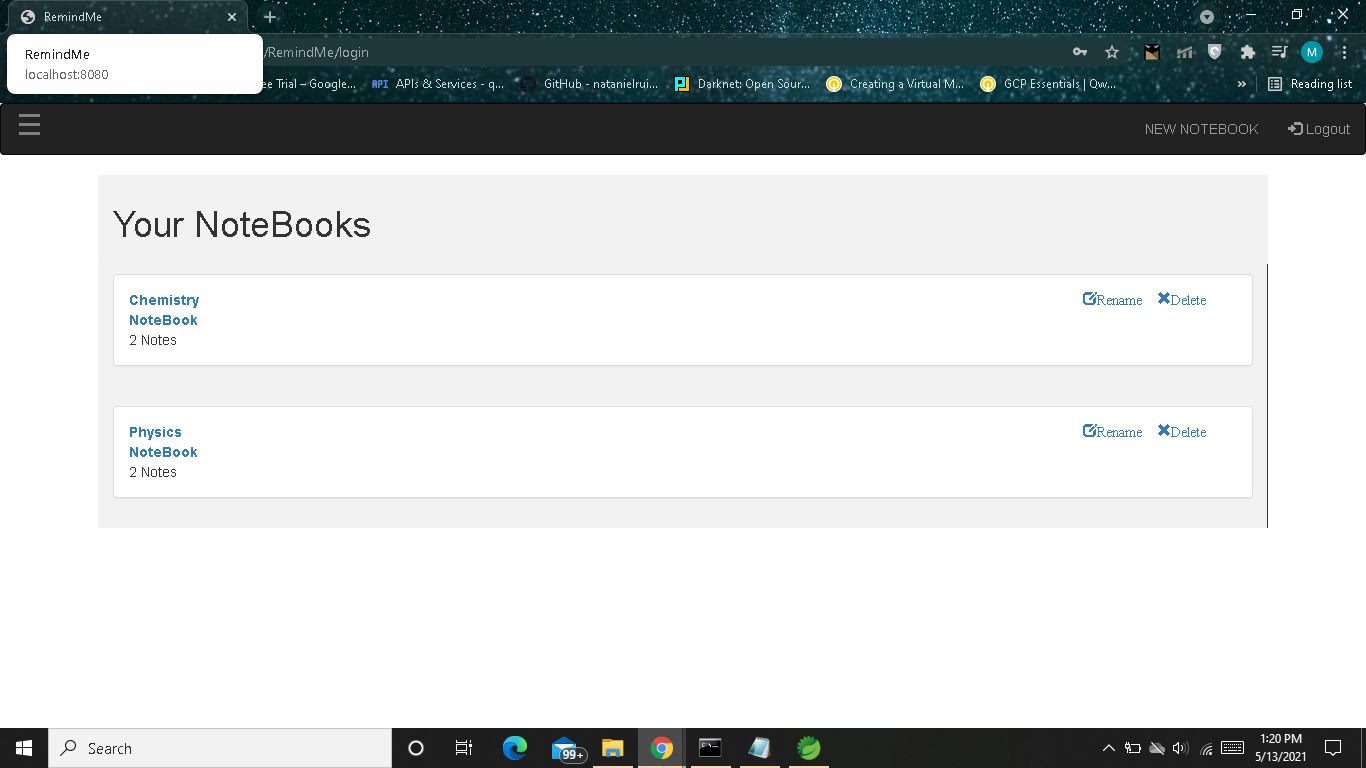 RemindMe
RemindMe
localhost:8080
/RemindMe/login
M
ee Trial – Google...
API APIs & Services - q...
GitHub - natanielrui...
Darknet: Open Sour...
Creating a Virtual M...
GCP Essentials | Qw...
»
Reading list
NEW NOTEBOOK
Logout
Your NoteBooks
Chemistry
NoteBook
2 Notes
Rename
Delete
Physics
NoteBook
2 Notes
Rename
Delete
Search
99+
1:20 PM
5/13/2021